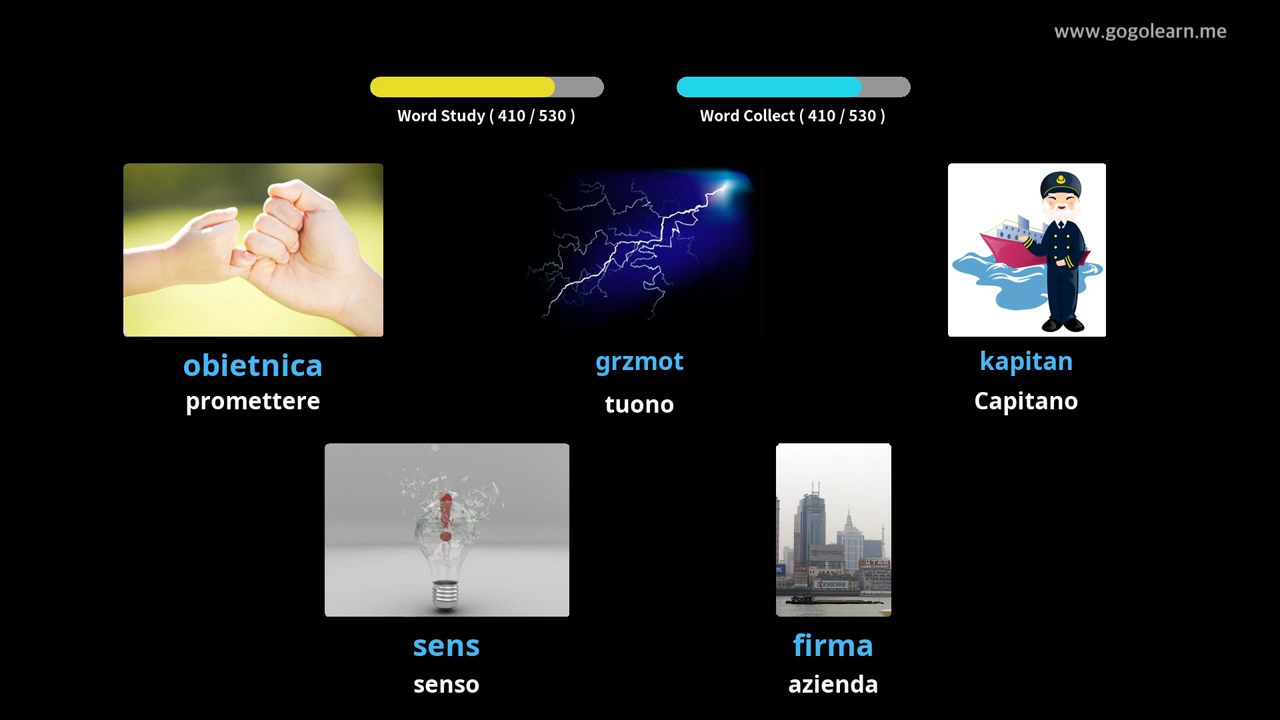 www.gogolearn.me
Word Study ( 410 / 530 )
Word Collect ( 410 / 530 )
obietnica
promettere
grzmot
tuono
kapitan
Capitano
sens
senso
firma
azienda